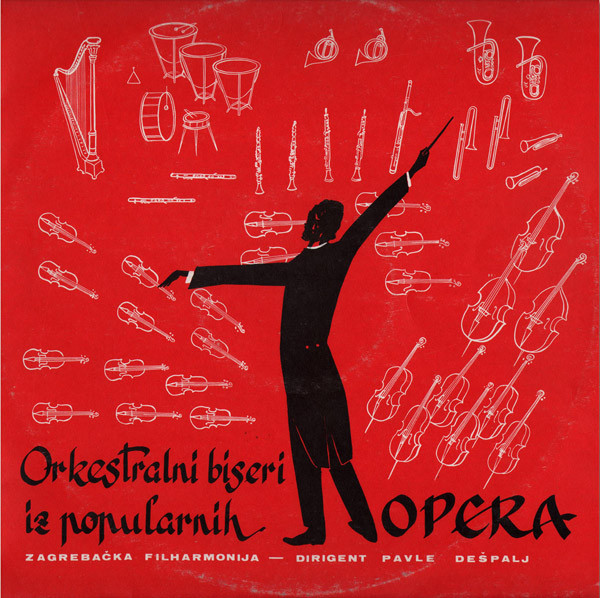 Orkestralni biseri
iz popularnih OPERA
ZAGREBAČKA FILHARMONIJA — DIRIGENT PAVLE DEŠPALJ